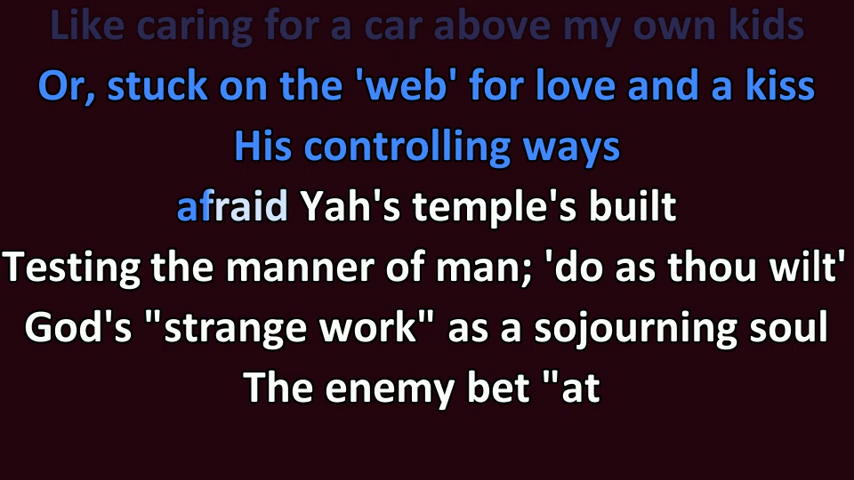 Like caring for a car above my own kids
Or, stuck on the 'web' for love and a kiss
His controlling ways
afraid Yah's temple's built
Testing the manner of man; 'do as thou wilt'
God's "strange work" as a sojourning soul
The enemy bet "at